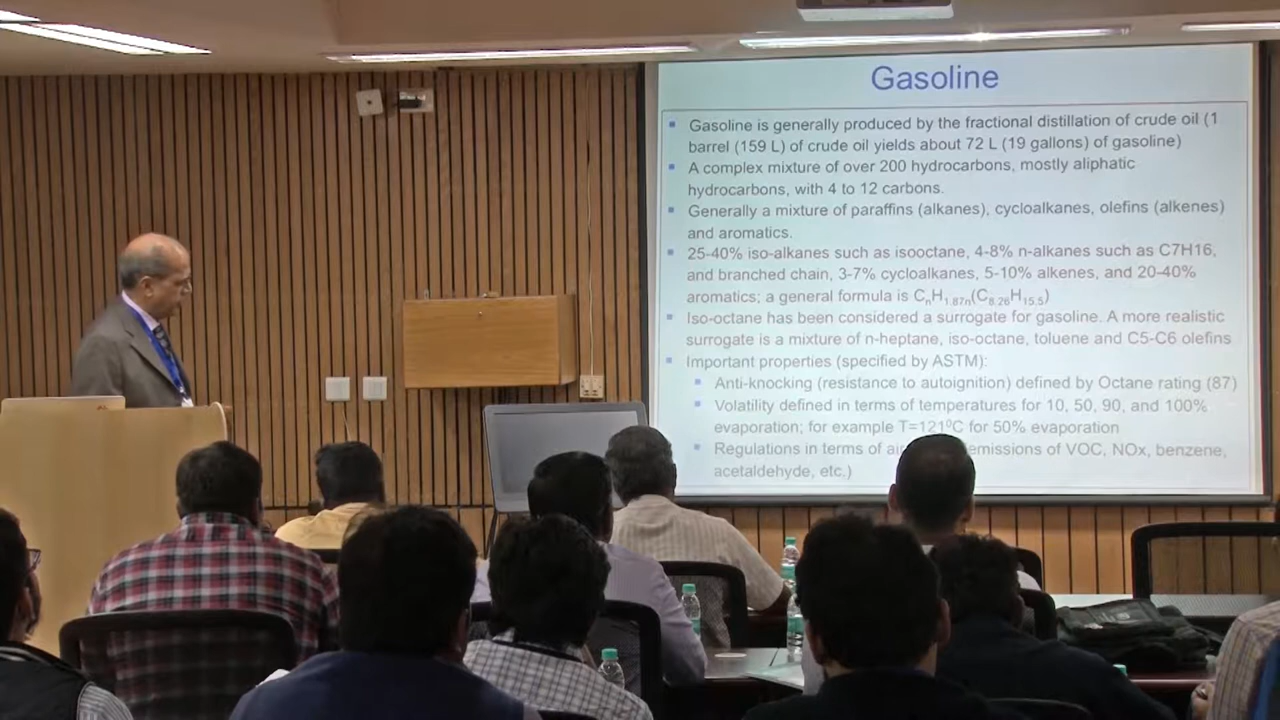 Gasoline
Gasoline is generally produced by the fractional distillation of crude oil (1
barrel (159 L) of crude oil yields about 72 L (19 gallons) of gasoline)
A complex mixture of over 200 hydrocarbons, mostly aliphatic
hydrocarbons, with 4 to 12 carbons.
Generally a mixture of paraffins (alkanes), cycloalkanes, olefins (alkenes)
and aromatics.
25-40% iso-alkanes such as isooctane, 4-8% n-alkanes such as C7H16,
and branched chain, 3-7% cycloalkanes, 5-10% alkenes, and 20-40%
aromatics; a general formula is CnH1.87n(C8.26H15.5)
Iso-octane has been considered a surrogate for gasoline. A more realistic
surrogate is a mixture of n-heptane, iso-octane, toluene and C5-C6 olefins
Important properties (specified by ASTM):
Anti-knocking (resistance to autoignition) defined by Octane rating (87)
Volatility defined in terms of temperatures for 10, 50, 90, and 100%
evaporation; for example T=121⁰C for 50% evaporation
Regulations in terms of emissions of VOC, NOx, benzene,
acetaldehyde, etc.)